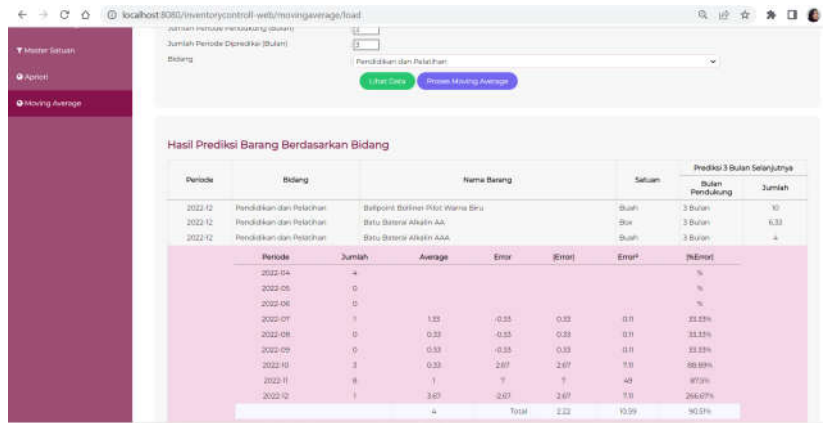 localhost:8080/inventorycontroll-web/movingaverage/load
Jumlah Periode Pendukung (Bulan)
Master Satuan
Jumlah Periode Diprediksi (Bulan) 3
Bidang Pendidikan dan Pelatihan
Apriori
Lihat Data Proses Moving Average
Moving Average
Hasil Prediksi Barang Berdasarkan Bidang
Prediksi 3 Bulan Selanjutnya
Periode Bidang Nama Barang Satuan Bulan Pendukung Jumlah
2022-12 Pendidikan dan Pelatihan Ballpoint Bolliner Pilot Warna Biru Buah 3 Bulan 10
2022-12 Pendidikan dan Pelatihan Batu Baterai Alkalin AA Box 3 Bulan 6,33
2022-12 Pendidikan dan Pelatihan Batu Baterai Alkalin AAA Buah 3 Bulan 4
Periode Jumlah Average Error |Error| Error² |%Error|
2022-04 4 %
2022-05 0 %
2022-06 0 %
2022-07 1 1.33 -0.33 0.33 0.11 33.33%
2022-08 0 0.33 -0.33 0.33 0.11 33.33%
2022-09 0 0.33 -0.33 0.33 0.11 33.33%
2022-10 3 0.33 2.67 2.67 7.11 88.89%
2022-11 8 1 7 7 49 87.5%
2022-12 1 3.67 -2.67 2.67 7.11 266.67%
4 Total 2.22 10.59 90.51%